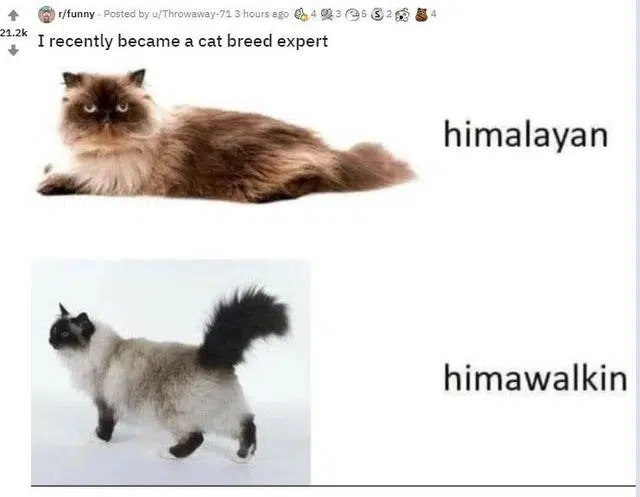 r/funny · Posted by u/Throwaway-71 3 hours ago 4 3 5 2 4
21.2k
I recently became a cat breed expert
himalayan
himawalkin